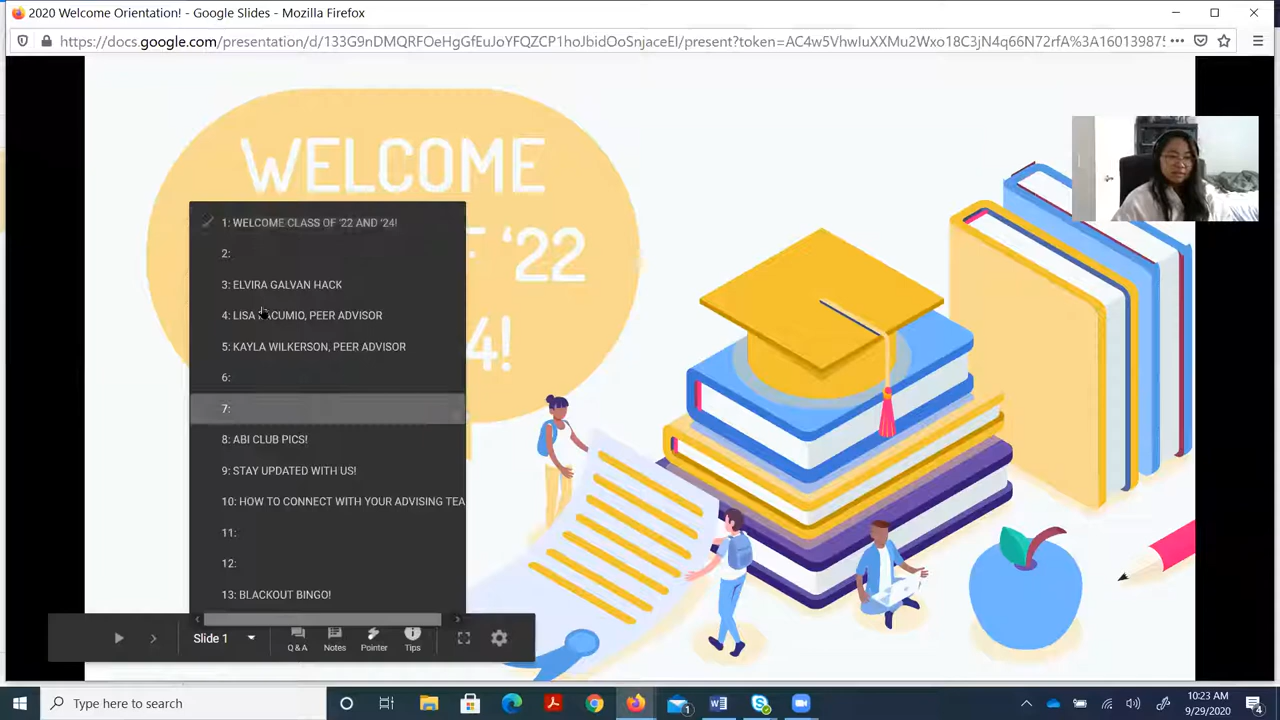 2020 Welcome Orientation! - Google Slides - Mozilla Firefox
https://docs.google.com/presentation/d/133G9nDMQRFOeHgGfEuJoYFQZCP1hoJbidOoSnjaceEI/present?token=AC4w5VhwIuXXMu2Wxo18C3jN4q66N72rfA%3A16013987
WELCOME
F '22
4!
1: WELCOME CLASS OF '22 AND '24!
2:
3: ELVIRA GALVAN HACK
4: LISA CUMIO, PEER ADVISOR
5: KAYLA WILKERSON, PEER ADVISOR
6:
7:
8: ABI CLUB PICS!
9: STAY UPDATED WITH US!
10: HOW TO CONNECT WITH YOUR ADVISING TEA
11:
12:
13: BLACKOUT BINGO!
Slide 1
Q & A
Notes
Pointer
Tips
Type here to search
1
10:23 AM
9/29/2020
4